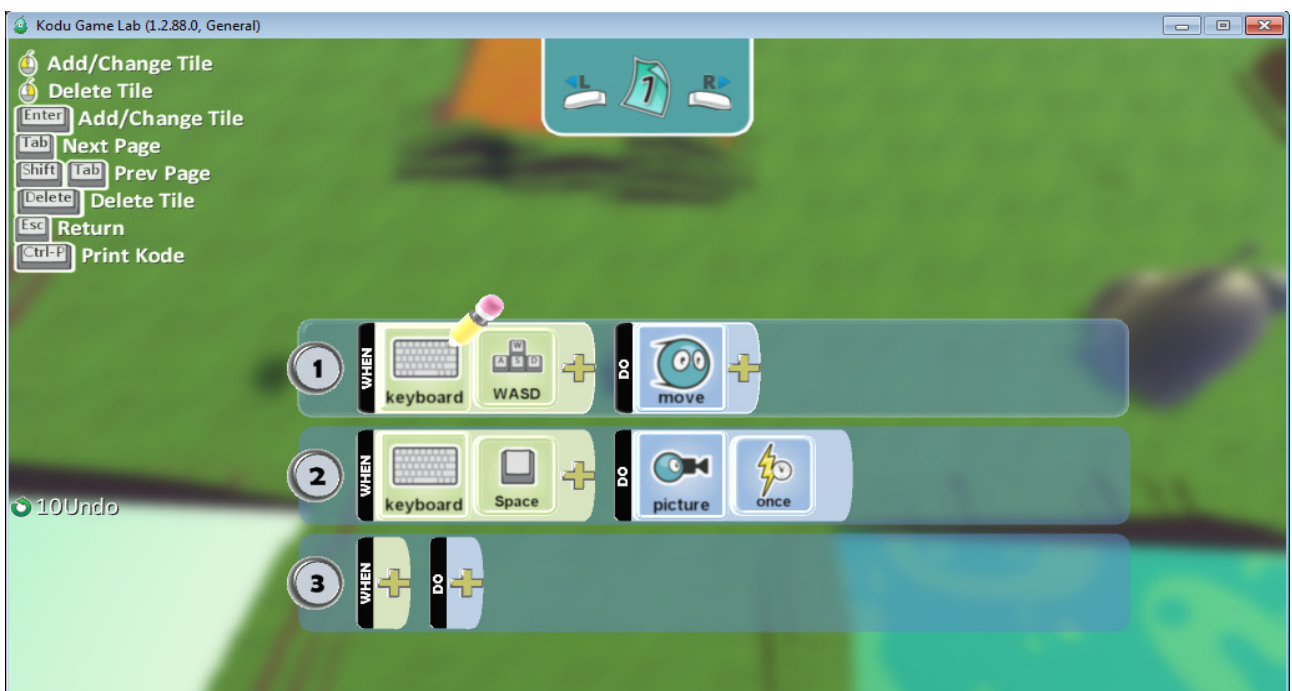 Kodu Game Lab (1.2.88.0, General)
Add/Change Tile
Delete Tile
Enter Add/Change Tile
Tab Next Page
Shift Tab Prev Page
Delete Delete Tile
Esc Return
Ctrl-P Print Kode
L 1 R
1 WHEN keyboard W A S D WASD DO move
2 WHEN keyboard Space DO picture once
10Undo
3 WHEN DO